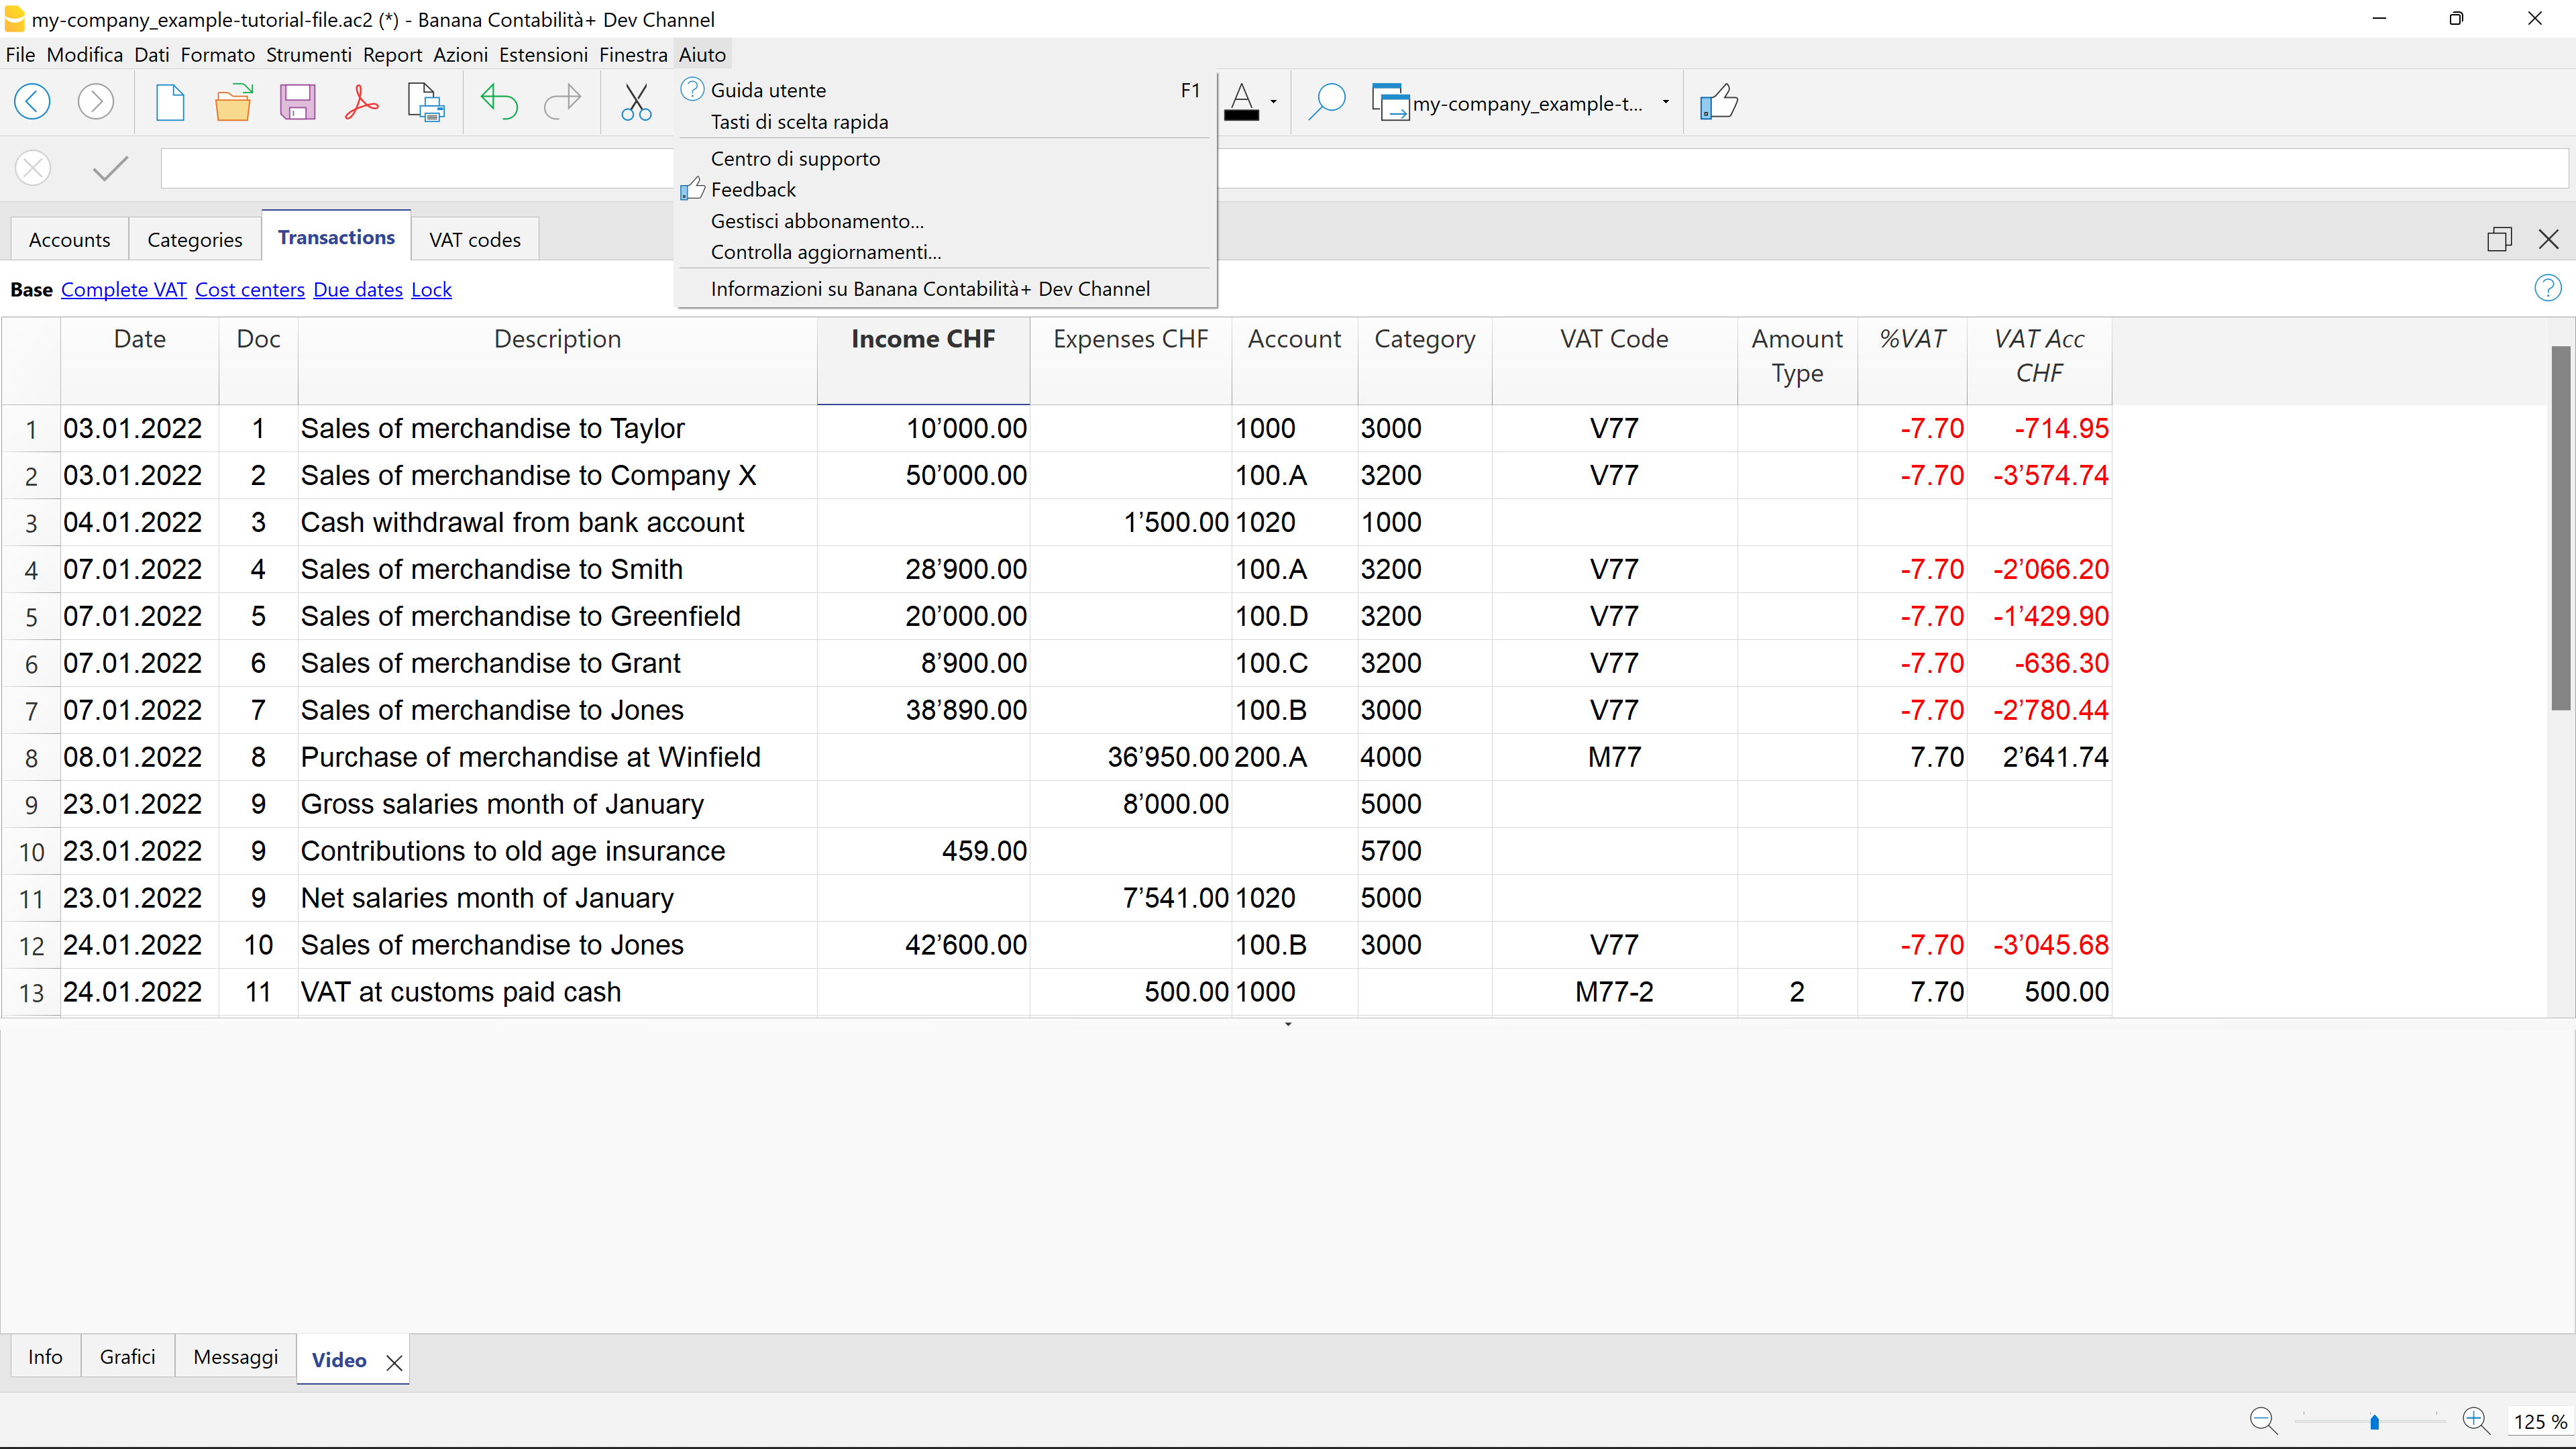 my-company_example-tutorial-file.ac2 (*) - Banana Contabilità+ Dev Channel
File Modifica Dati Formato Strumenti Report Azioni Estensioni Finestra Aiuto
Guida utente F1
Tasti di scelta rapida
Centro di supporto
Feedback
Gestisci abbonamento...
Controlla aggiornamenti...
Informazioni su Banana Contabilità+ Dev Channel
A my-company_example-t...
Accounts Categories Transactions VAT codes
Base Complete VAT Cost centers Due dates Lock ?
Date Doc Description Income CHF Expenses CHF Account Category VAT Code Amount Type %VAT VAT Acc CHF
1 03.01.2022 1 Sales of merchandise to Taylor 10’000.00 1000 3000 V77 -7.70 -714.95
2 03.01.2022 2 Sales of merchandise to Company X 50’000.00 100.A 3200 V77 -7.70 -3’574.74
3 04.01.2022 3 Cash withdrawal from bank account 1’500.00 1020 1000
4 07.01.2022 4 Sales of merchandise to Smith 28’900.00 100.A 3200 V77 -7.70 -2’066.20
5 07.01.2022 5 Sales of merchandise to Greenfield 20’000.00 100.D 3200 V77 -7.70 -1’429.90
6 07.01.2022 6 Sales of merchandise to Grant 8’900.00 100.C 3200 V77 -7.70 -636.30
7 07.01.2022 7 Sales of merchandise to Jones 38’890.00 100.B 3000 V77 -7.70 -2’780.44
8 08.01.2022 8 Purchase of merchandise at Winfield 36’950.00 200.A 4000 M77 7.70 2’641.74
9 23.01.2022 9 Gross salaries month of January 8’000.00 5000
10 23.01.2022 9 Contributions to old age insurance 459.00 5700
11 23.01.2022 9 Net salaries month of January 7’541.00 1020 5000
12 24.01.2022 10 Sales of merchandise to Jones 42’600.00 100.B 3000 V77 -7.70 -3’045.68
13 24.01.2022 11 VAT at customs paid cash 500.00 1000 M77-2 2 7.70 500.00
Info Grafici Messaggi Video
125 %